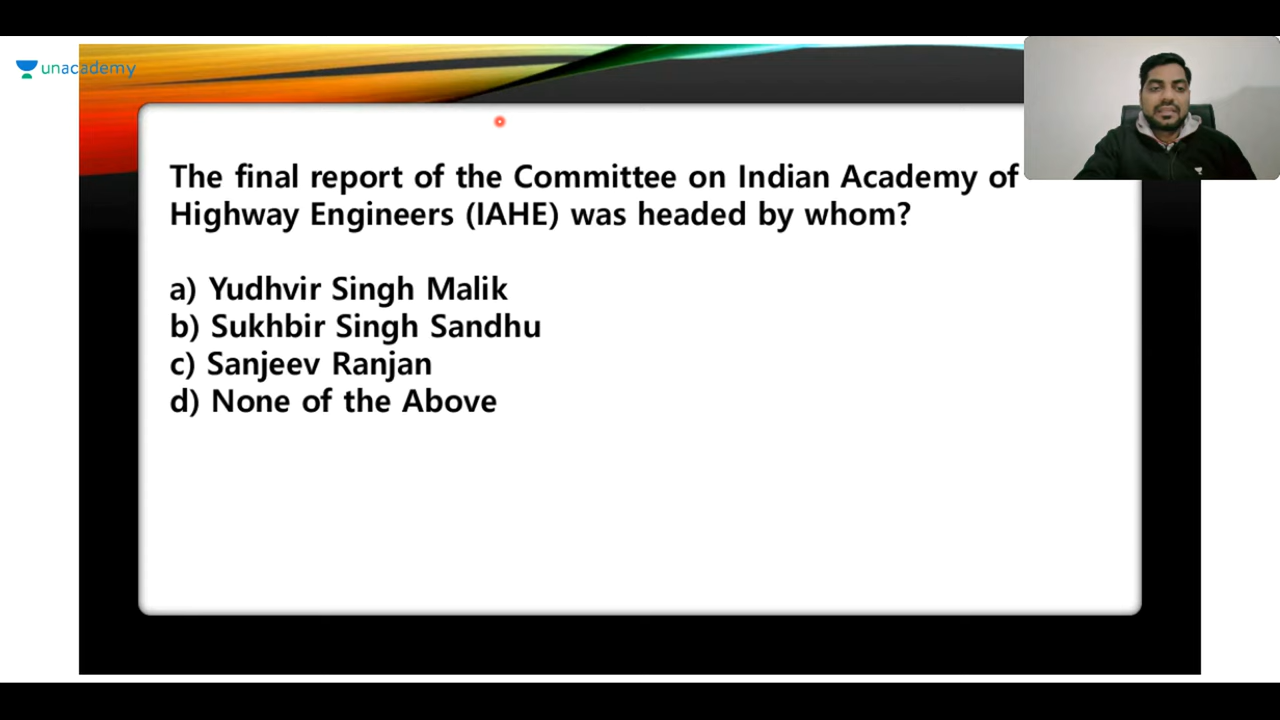 unacademy
The final report of the Committee on Indian Academy of
Highway Engineers (IAHE) was headed by whom?
a) Yudhvir Singh Malik
b) Sukhbir Singh Sandhu
c) Sanjeev Ranjan
d) None of the Above